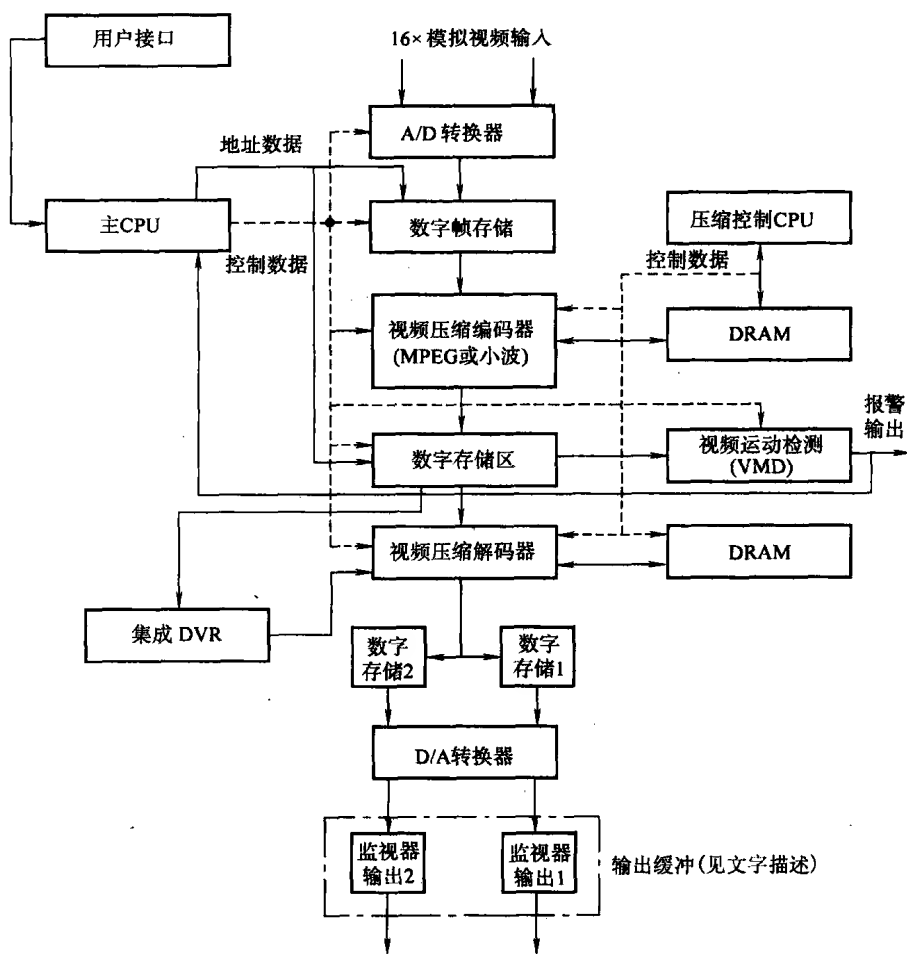 用户接口
16×模拟视频输入
A/D 转换器
地址数据
主CPU
数字帧存储
压缩控制CPU
控制数据
控制数据
视频压缩编码器
(MPEG或小波)
DRAM
报警
输出
数字存储区
视频运动检测
(VMD)
视频压缩解码器
DRAM
集成 DVR
数字
存储2
数字
存储1
D/A转换器
监视器
输出2
监视器
输出1
输出缓冲(见文字描述)